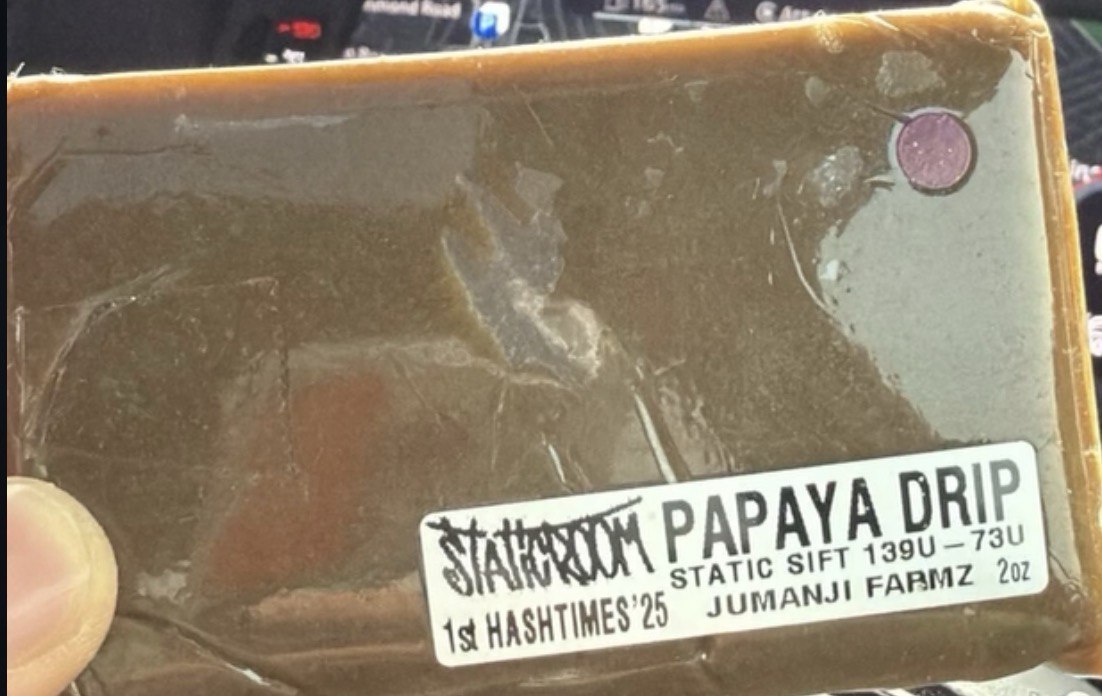 STATICROOM PAPAYA DRIP
STATIC SIFT 139U-73U
1st HASHTIMES'25 JUMANJI FARMZ 2oz
P